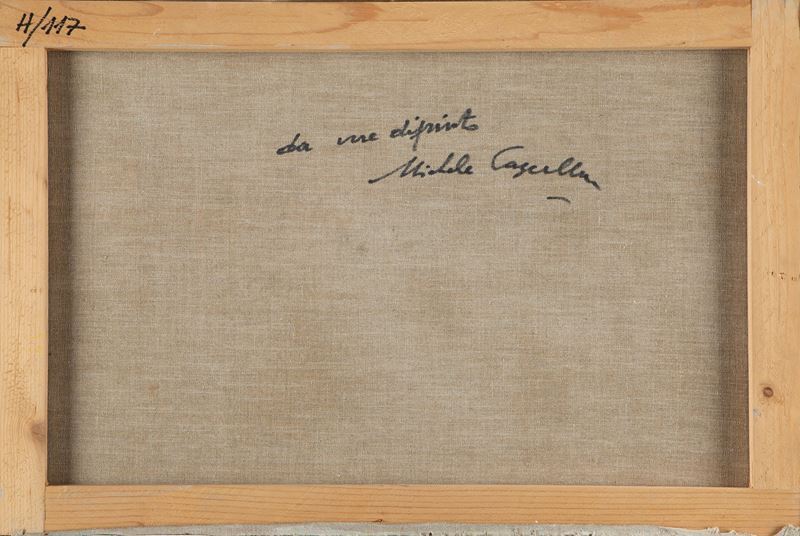 H/117
da me dipinto
Michele Cascella